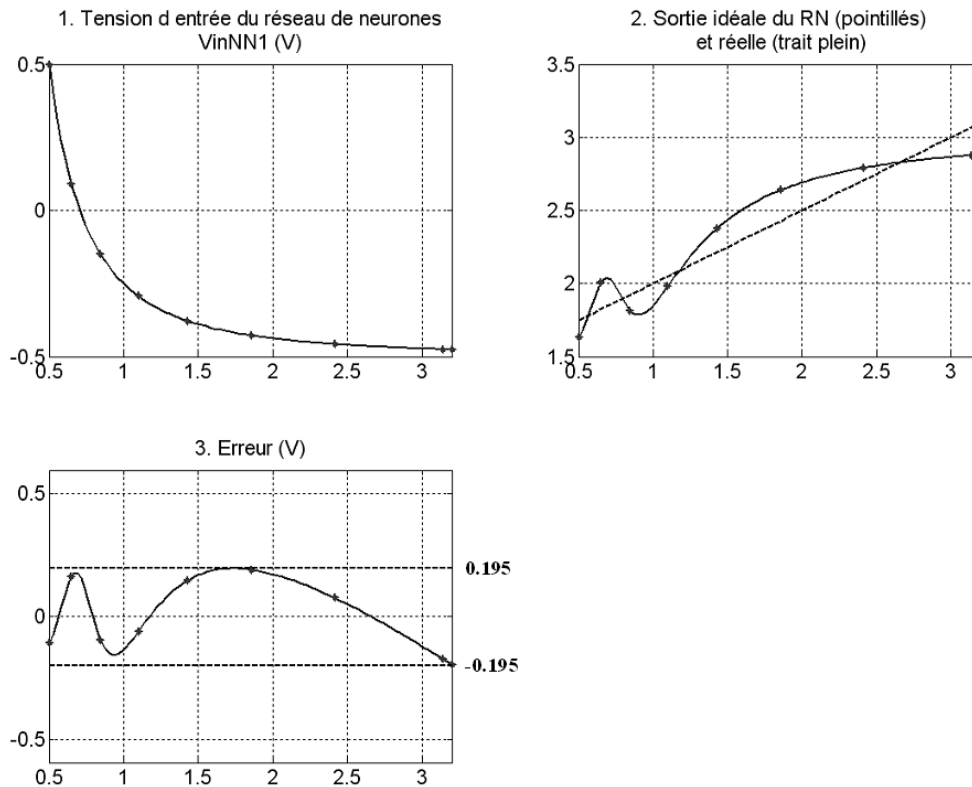 1. Tension d entrée du réseau de neurones
VinNN1 (V)
0.5
0
-0.5
0.5 1 1.5 2 2.5 3
2. Sortie idéale du RN (pointillés)
et réelle (trait plein)
3.5
3
2.5
2
1.5
0.5 1 1.5 2 2.5 3
3. Erreur (V)
0.5
0
-0.5
0.195
-0.195
0.5 1 1.5 2 2.5 3